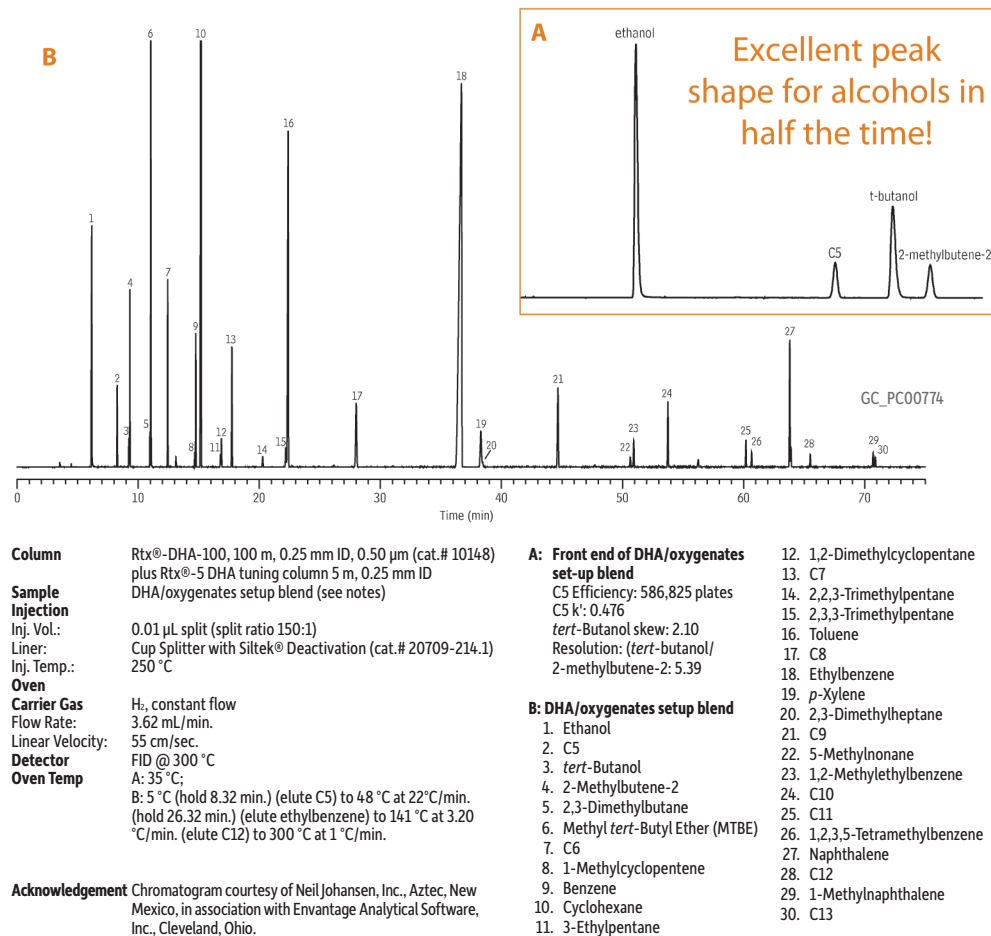 B
A
Excellent peak
shape for alcohols in
half the time!
ethanol
C5
t-butanol
2-methylbutene-2
1
2
3
4
5
6
7
8
9
10
11
12
13
14
15
16
17
18
19
20
21
22
23
24
25
26
27
28
29
30
GC_PC00774
0 10 20 30 40 50 60 70
Time (min)
Column Rtx®-DHA-100, 100 m, 0.25 mm ID, 0.50 µm (cat.# 10148)
plus Rtx®-5 DHA tuning column 5 m, 0.25 mm ID
Sample DHA/oxygenates setup blend (see notes)
Injection
Inj. Vol.: 0.01 µL split (split ratio 150:1)
Liner: Cup Splitter with Siltek® Deactivation (cat.# 20709-214.1)
Inj. Temp.: 250 °C
Oven
Carrier Gas H₂, constant flow
Flow Rate: 3.62 mL/min.
Linear Velocity: 55 cm/sec.
Detector FID @ 300 °C
Oven Temp A: 35 °C;
B: 5 °C (hold 8.32 min.) (elute C5) to 48 °C at 22°C/min.
(hold 26.32 min.) (elute ethylbenzene) to 141 °C at 3.20
°C/min. (elute C12) to 300 °C at 1 °C/min.
Acknowledgement Chromatogram courtesy of Neil Johansen, Inc., Aztec, New
Mexico, in association with Envantage Analytical Software,
Inc., Cleveland, Ohio.
A: Front end of DHA/oxygenates
set-up blend
C5 Efficiency: 586,825 plates
C5 k': 0.476
tert-Butanol skew: 2.10
Resolution: (tert-butanol/
2-methylbutene-2: 5.39
B: DHA/oxygenates setup blend
1. Ethanol
2. C5
3. tert-Butanol
4. 2-Methylbutene-2
5. 2,3-Dimethylbutane
6. Methyl tert-Butyl Ether (MTBE)
7. C6
8. 1-Methylcyclopentene
9. Benzene
10. Cyclohexane
11. 3-Ethylpentane
12. 1,2-Dimethylcyclopentane
13. C7
14. 2,2,3-Trimethylpentane
15. 2,3,3-Trimethylpentane
16. Toluene
17. C8
18. Ethylbenzene
19. p-Xylene
20. 2,3-Dimethylheptane
21. C9
22. 5-Methylnonane
23. 1,2-Methylethylbenzene
24. C10
25. C11
26. 1,2,3,5-Tetramethylbenzene
27. Naphthalene
28. C12
29. 1-Methylnaphthalene
30. C13